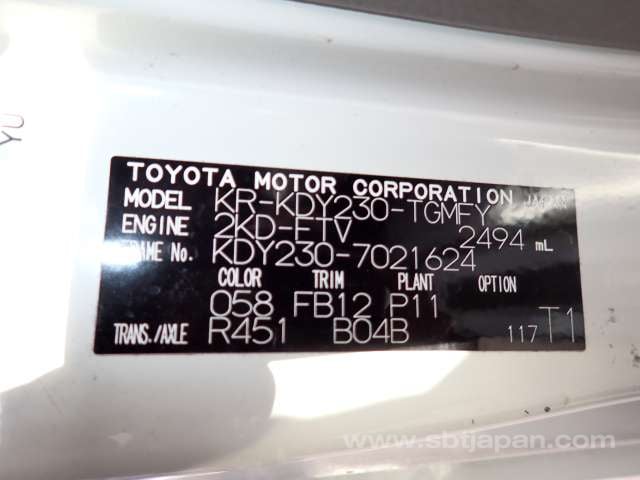 YU
TOYOTA MOTOR CORPORATION JAPAN
MODEL KR-KDY230-TGMFY
ENGINE 2KD-FTV 2494 mL
FRAME No. KDY230-7021624
COLOR TRIM PLANT OPTION
058 FB12 P11
TRANS./AXLE R451 B04B 117 T1
www.sbtjapan.com